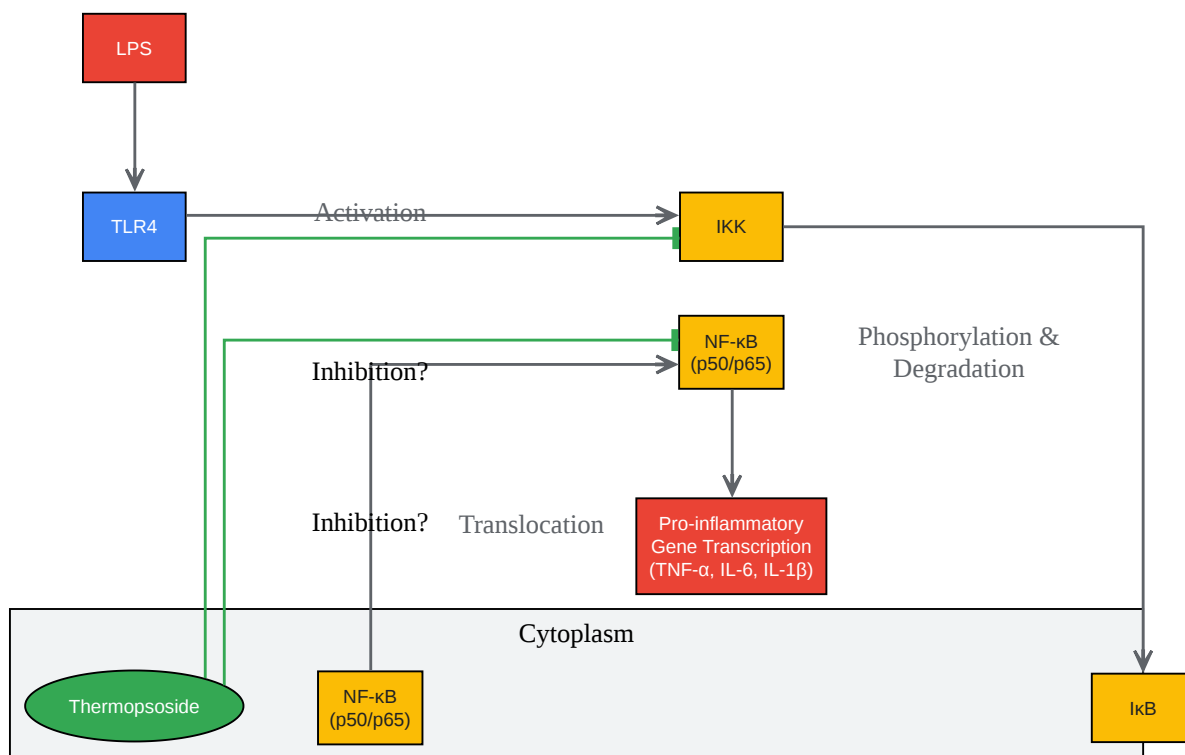 LPS
TLR4
Activation
IKK
NF-κB
(p50/p65)
Phosphorylation &
Degradation
Inhibition?
Inhibition?
Translocation
Pro-inflammatory
Gene Transcription
(TNF-α, IL-6, IL-1β)
Cytoplasm
Thermopsoside
NF-κB
(p50/p65)
IκB